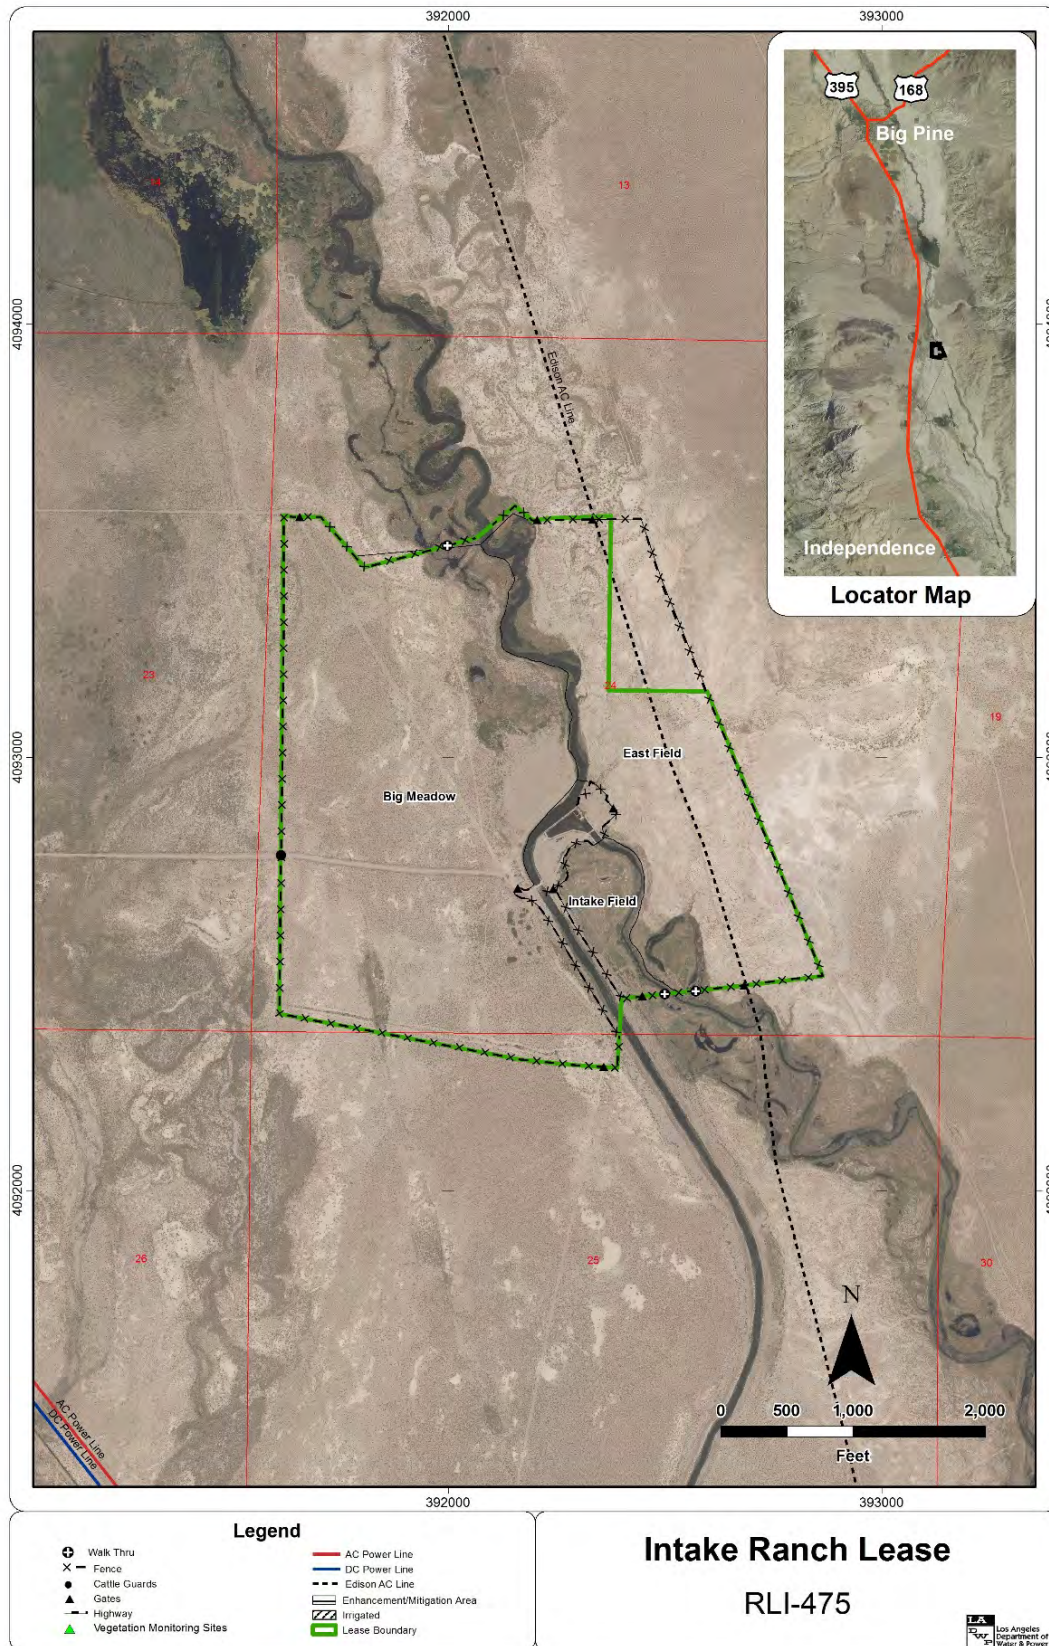 392000
393000
395
168
Big Pine
Independence
Locator Map
14
13
4094000
Edison AC Line
23
24
19
4093000
East Field
Big Meadow
Intake Field
4092000
26
25
30
N
0 500 1,000 2,000
Feet
AC Power Line
DC Power Line
392000
393000
Legend
Walk Thru
Fence
Cattle Guards
Gates
Highway
Vegetation Monitoring Sites
AC Power Line
DC Power Line
Edison AC Line
Enhancement/Mitigation Area
Irrigated
Lease Boundary
Intake Ranch Lease
RLI-475
LA
DWP
Los Angeles
Department of
Water & Power